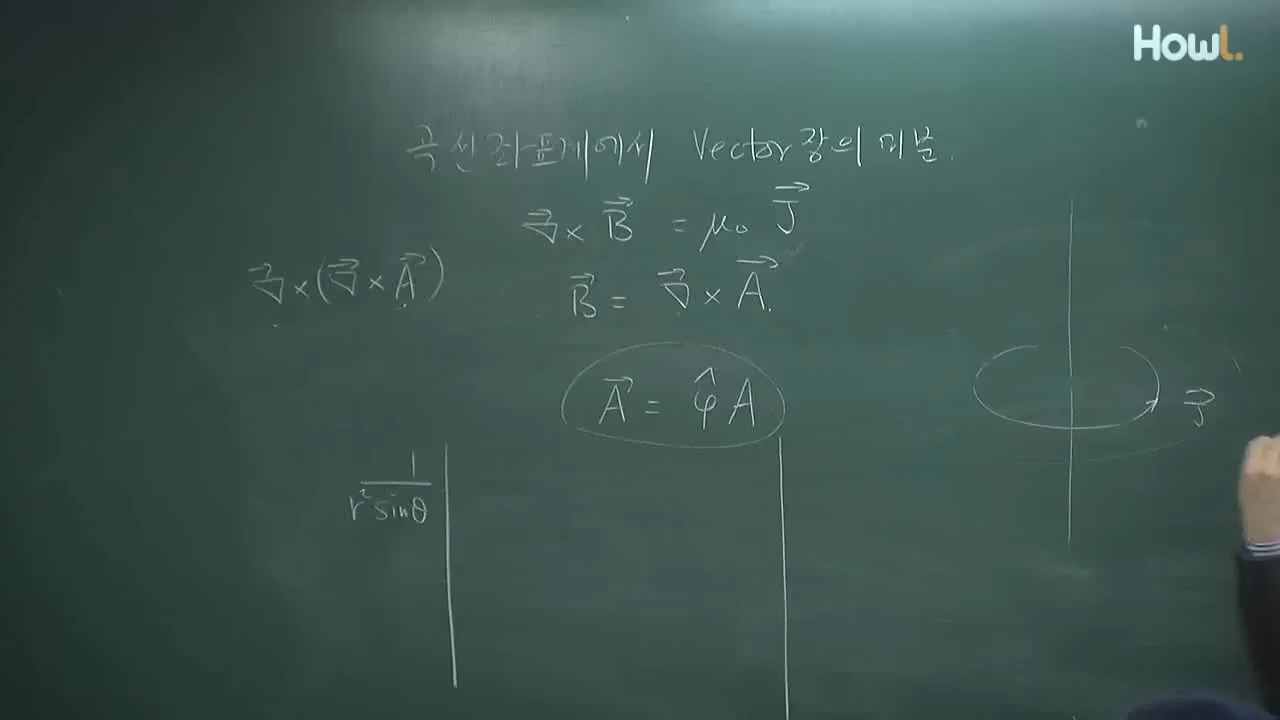 HowL.
곡선좌표계에서 Vector장의 미분.
∇⃗ × B⃗ = μ₀ J⃗
∇⃗ × (∇⃗ × A⃗)
B⃗ = ∇⃗ × A⃗.
A⃗ = φ̂ A
J⃗
1
r² sinθ